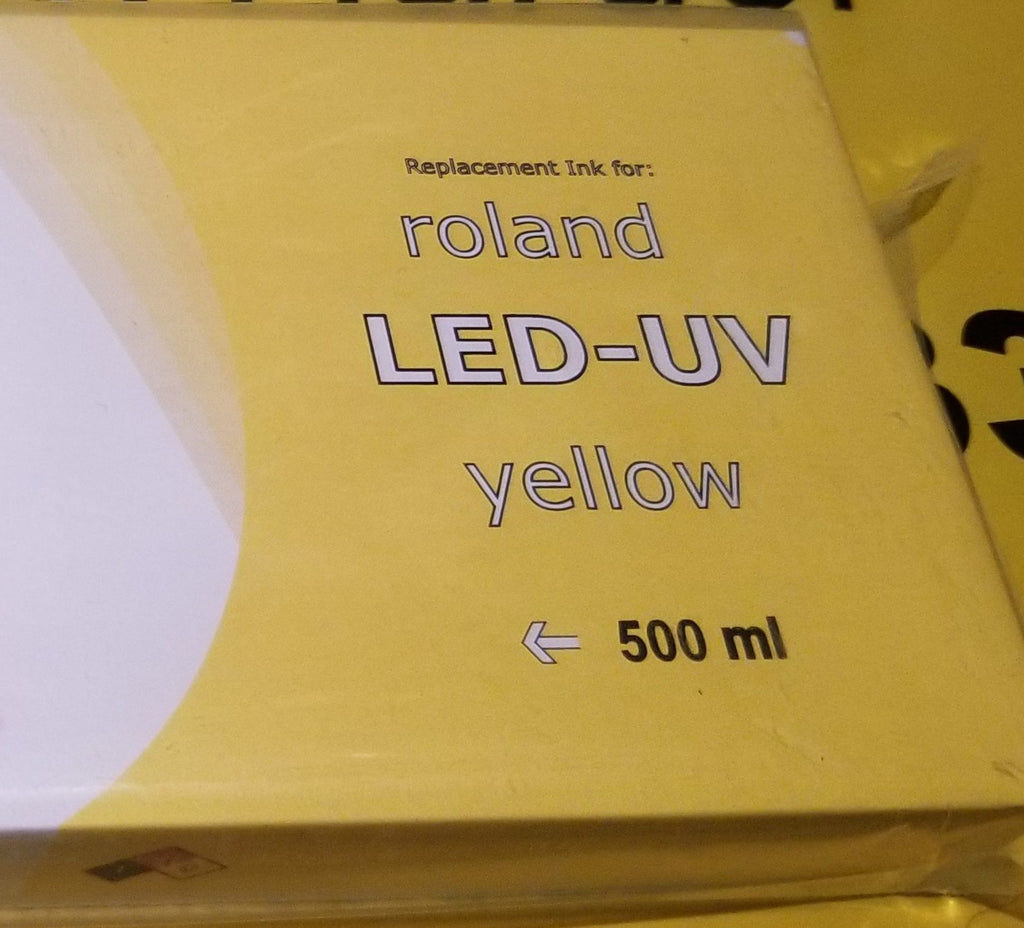 Replacement Ink for:
roland
LED-UV
yellow
← 500 ml